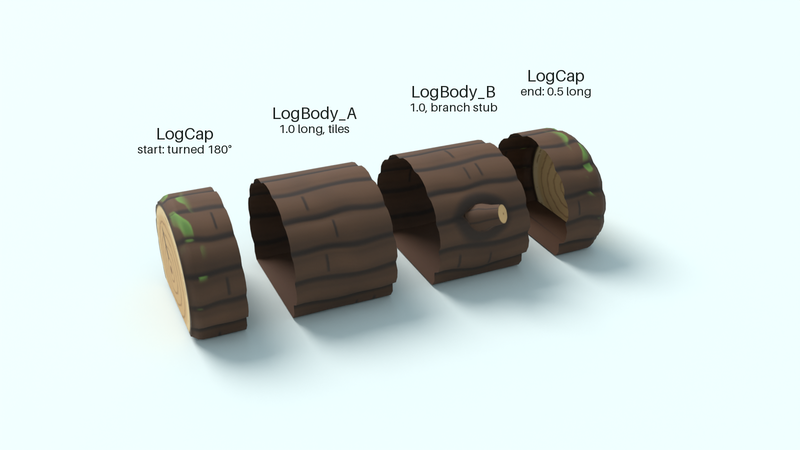 LogCap
start: turned 180°
LogBody_A
1.0 long, tiles
LogBody_B
1.0, branch stub
LogCap
end: 0.5 long